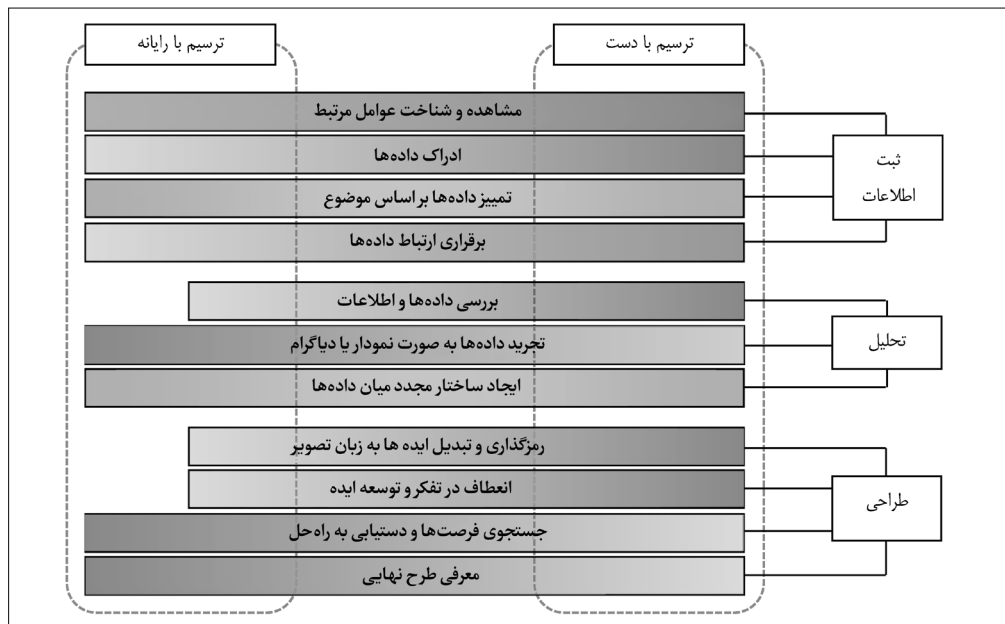 ترسیم با دست
ترسیم با رایانه
ثبت
اطلاعات
مشاهده و شناخت عوامل مرتبط
ادراک داده‌ها
تمییز داده‌ها بر اساس موضوع
برقراری ارتباط داده‌ها
تحلیل
بررسی داده‌ها و اطلاعات
تجرید داده‌ها به صورت نمودار یا دیاگرام
ایجاد ساختار مجدد میان داده‌ها
طراحی
رمزگذاری و تبدیل ایده ها به زبان تصویر
انعطاف در تفکر و توسعه ایده
جستجوی فرصت‌ها و دستیابی به راه‌حل
معرفی طرح نهایی